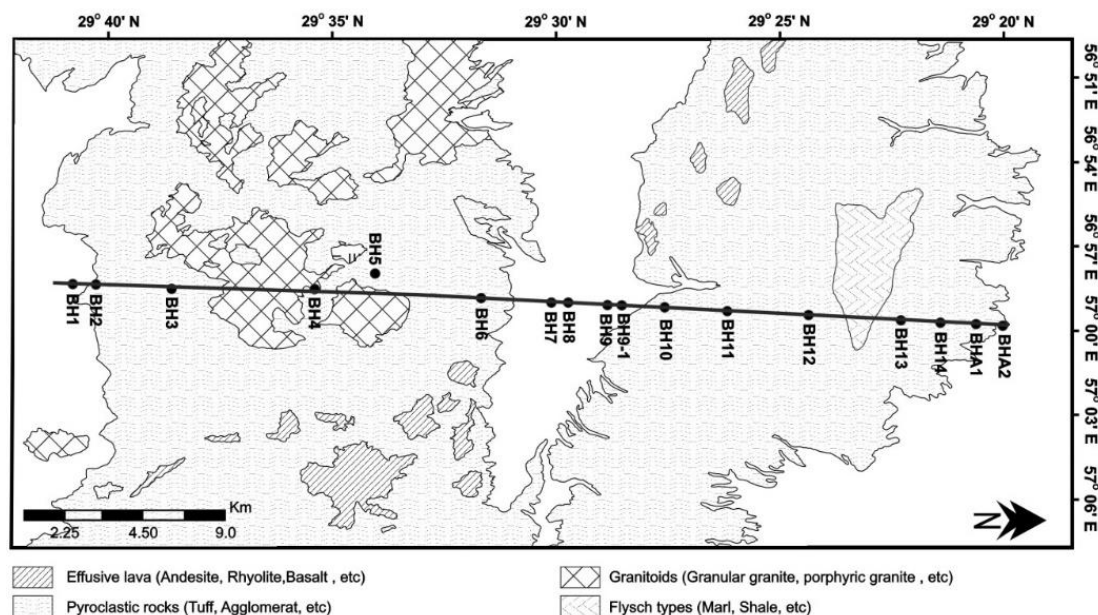 29° 40' N
29° 35' N
29° 30' N
29° 25' N
29° 20' N
56° 51' E
56° 54' E
56° 57' E
57° 00' E
57° 03' E
57° 06' E
BH1
BH2
BH3
BH4
BH5
BH6
BH7
BH8
BH9
BH9-1
BH10
BH11
BH12
BH13
BH14
BHA1
BHA2
Km
2.25 4.50 9.0
N
Effusive lava (Andesite, Rhyolite,Basalt , etc)
Granitoids (Granular granite, porphyric granite , etc)
Pyroclastic rocks (Tuff, Agglomerat, etc)
Flysch types (Marl, Shale, etc)